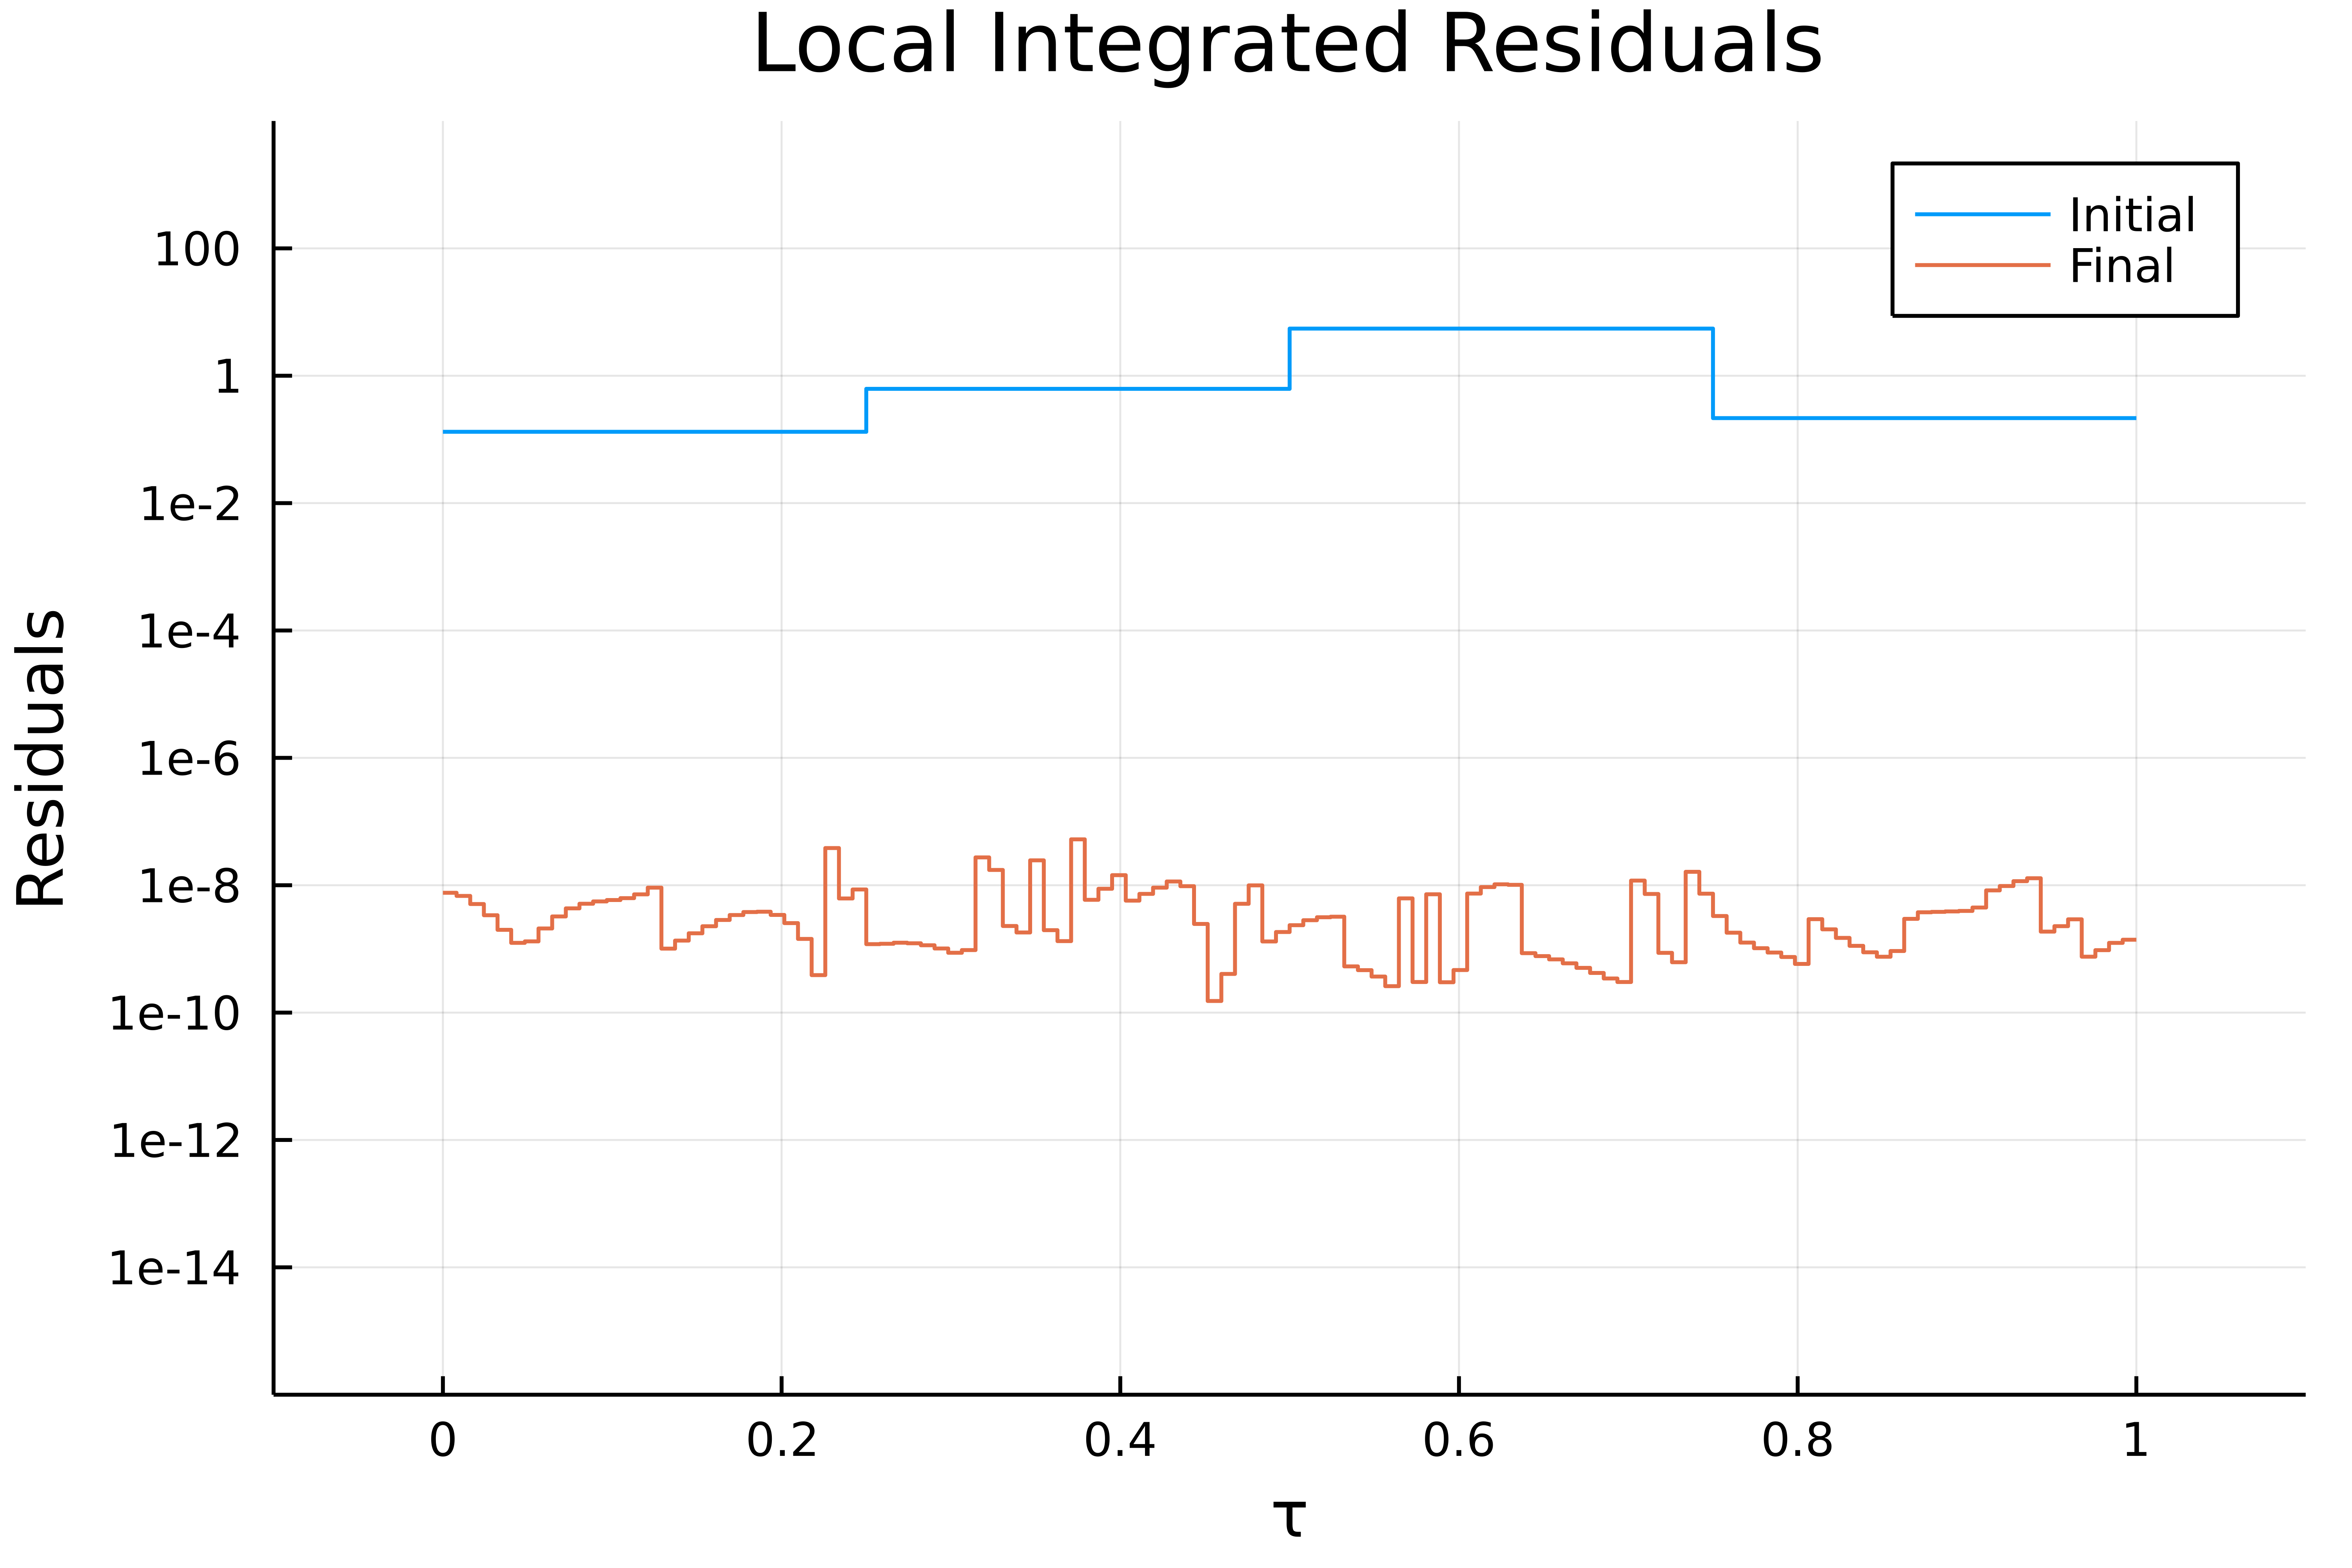 Local Integrated Residuals
Initial
Final
Residuals
100
1
1e-2
1e-4
1e-6
1e-8
1e-10
1e-12
1e-14
0 0.2 0.4 0.6 0.8 1
τ